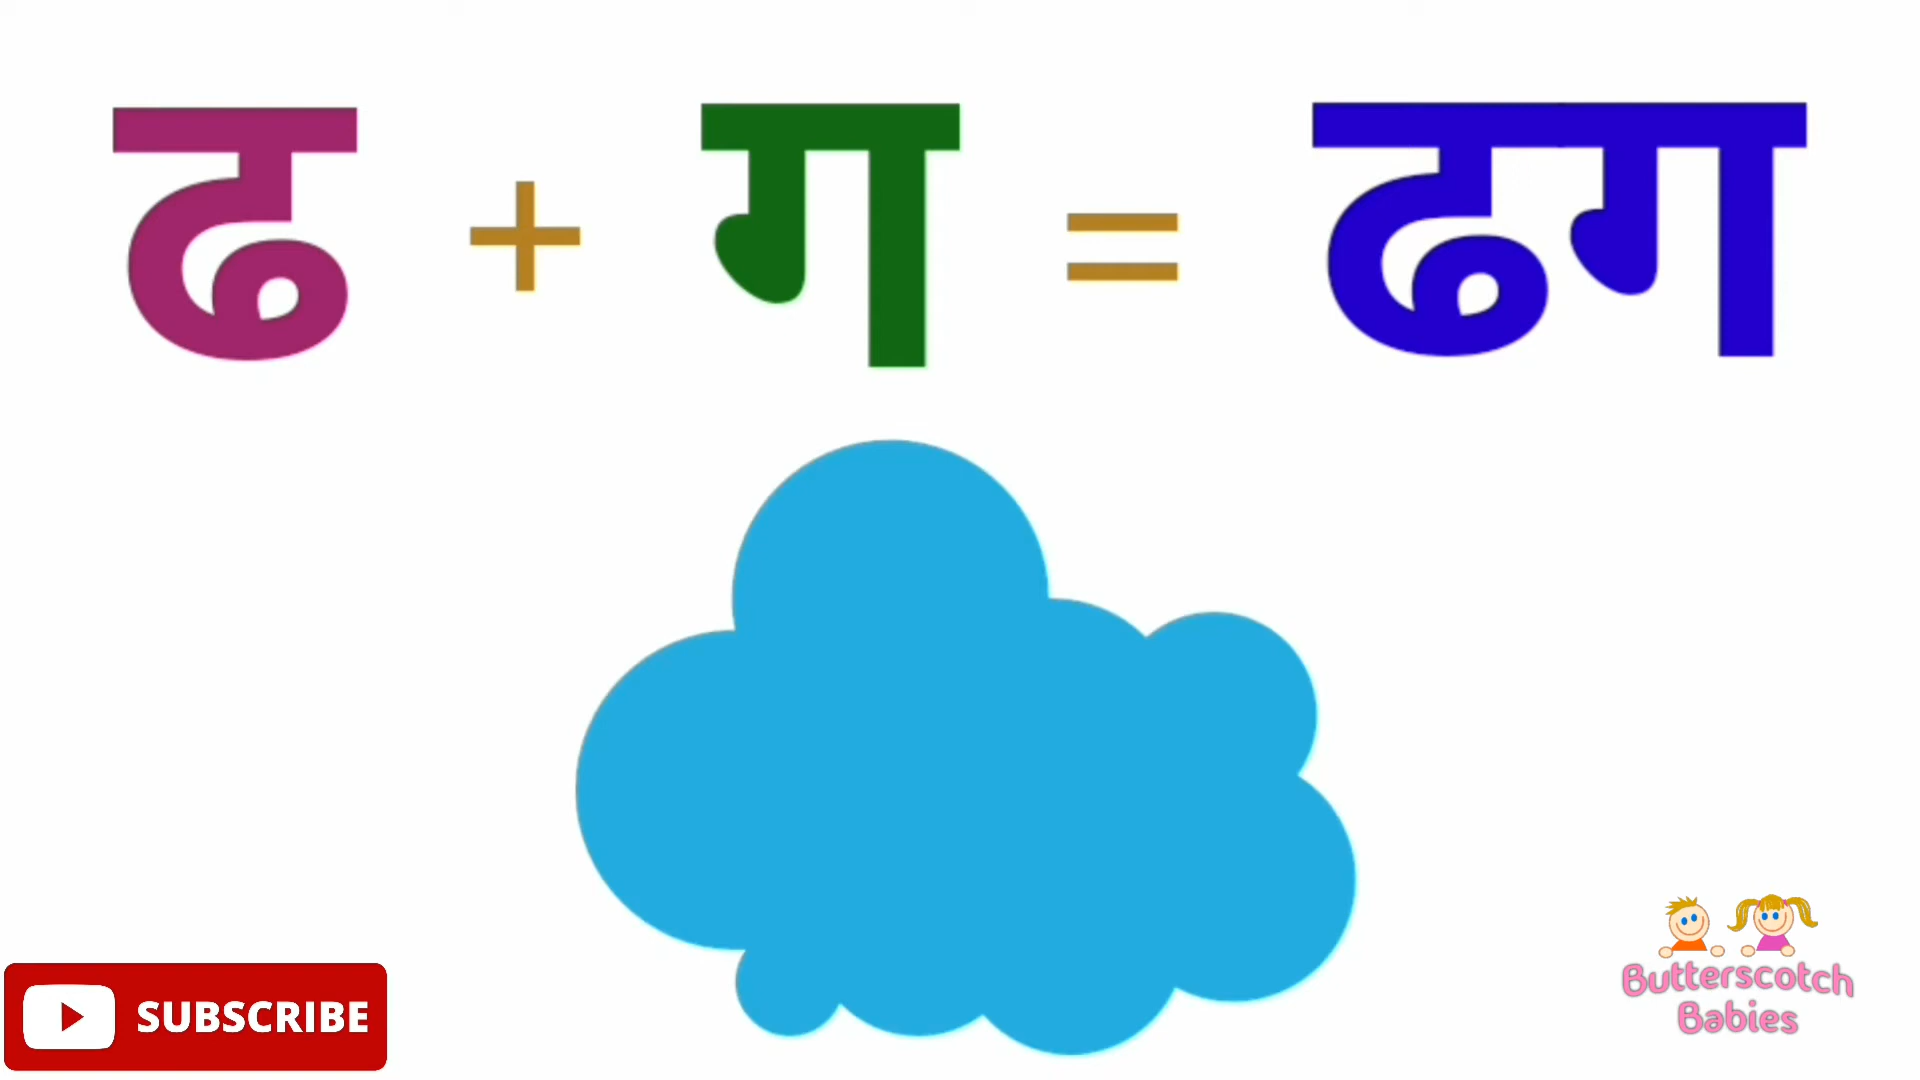 ढ + ग = ढग
SUBSCRIBE
Butterscotch
Babies